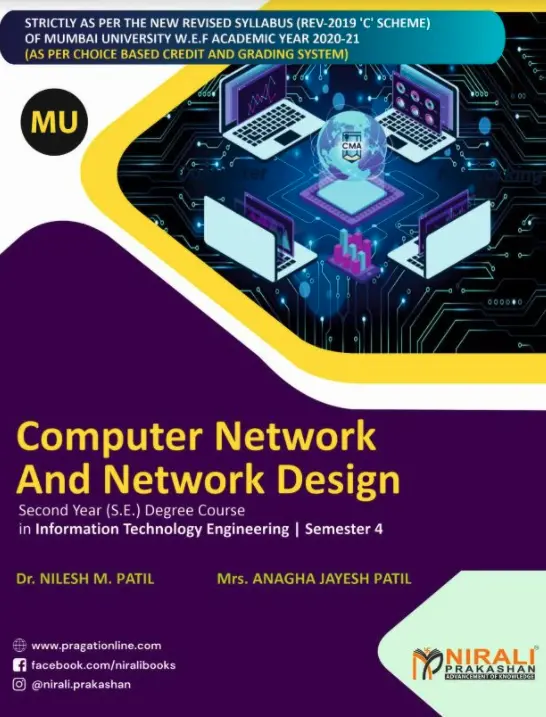 STRICTLY AS PER THE NEW REVISED SYLLABUS (REV-2019 'C' SCHEME)
OF MUMBAI UNIVERSITY W.E.F ACADEMIC YEAR 2020-21
(AS PER CHOICE BASED CREDIT AND GRADING SYSTEM)
MU
CMA
Computer Network
And Network Design
Second Year (S.E.) Degree Course
in Information Technology Engineering | Semester 4
Dr. NILESH M. PATIL Mrs. ANAGHA JAYESH PATIL
www.pragationline.com
facebook.com/niralibooks
@nirali.prakashan
NIRALI
PRAKASHAN
ADVANCEMENT OF KNOWLEDGE